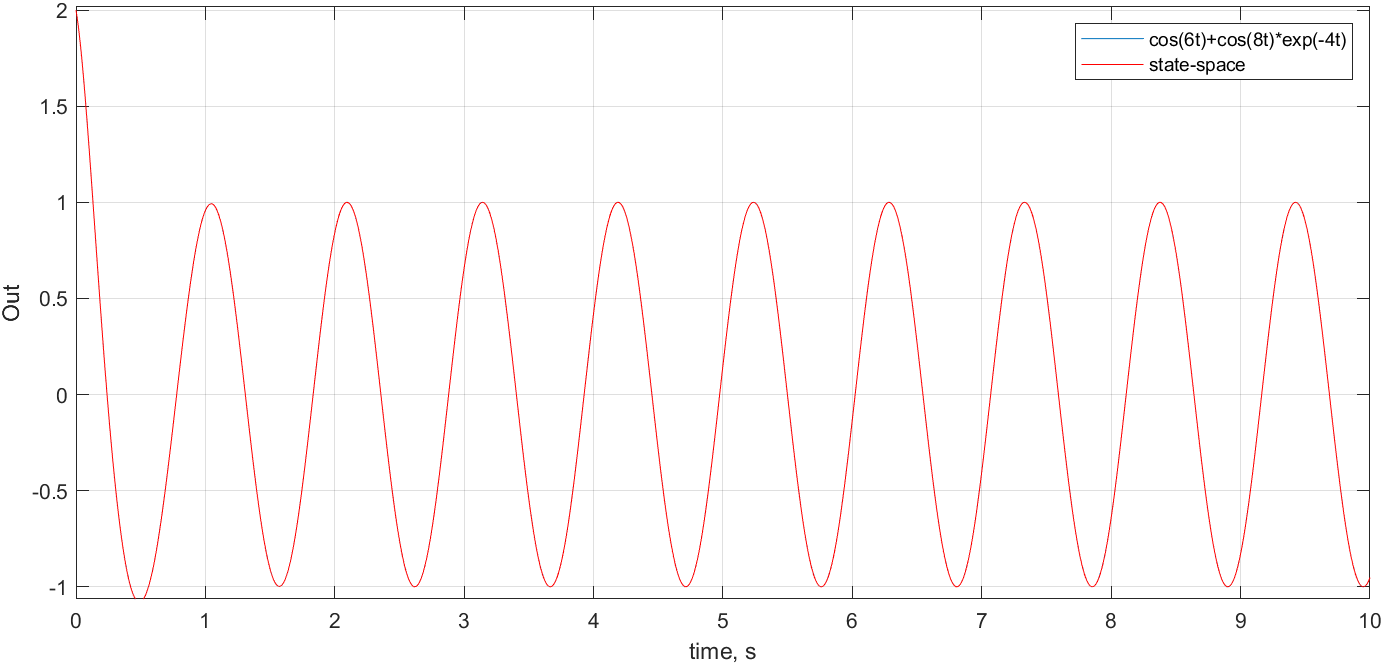 cos(6t)+cos(8t)*exp(-4t)
state-space
2
1.5
1
0.5
0
-0.5
-1
Out
0 1 2 3 4 5 6 7 8 9 10
time, s